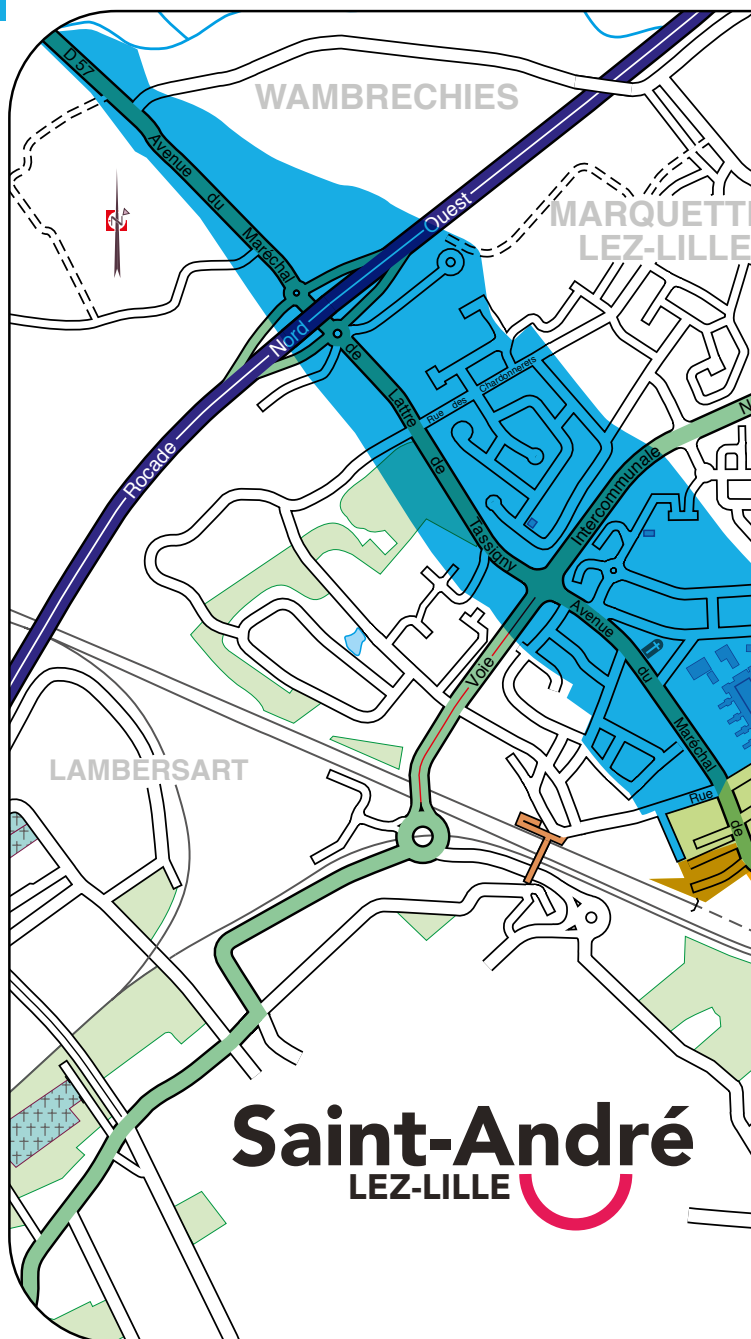 D 57
WAMBRECHIES
Avenue du Maréchal de Lattre de Tassigny
N
Ouest
MARQUETTE
LEZ-LILLE
Nord
Rue des Chardonnerets
N
Rocade
Intercommunale
Avenue du Maréchal de
Voie
LAMBERSART
Rue
Saint-André
LEZ-LILLE